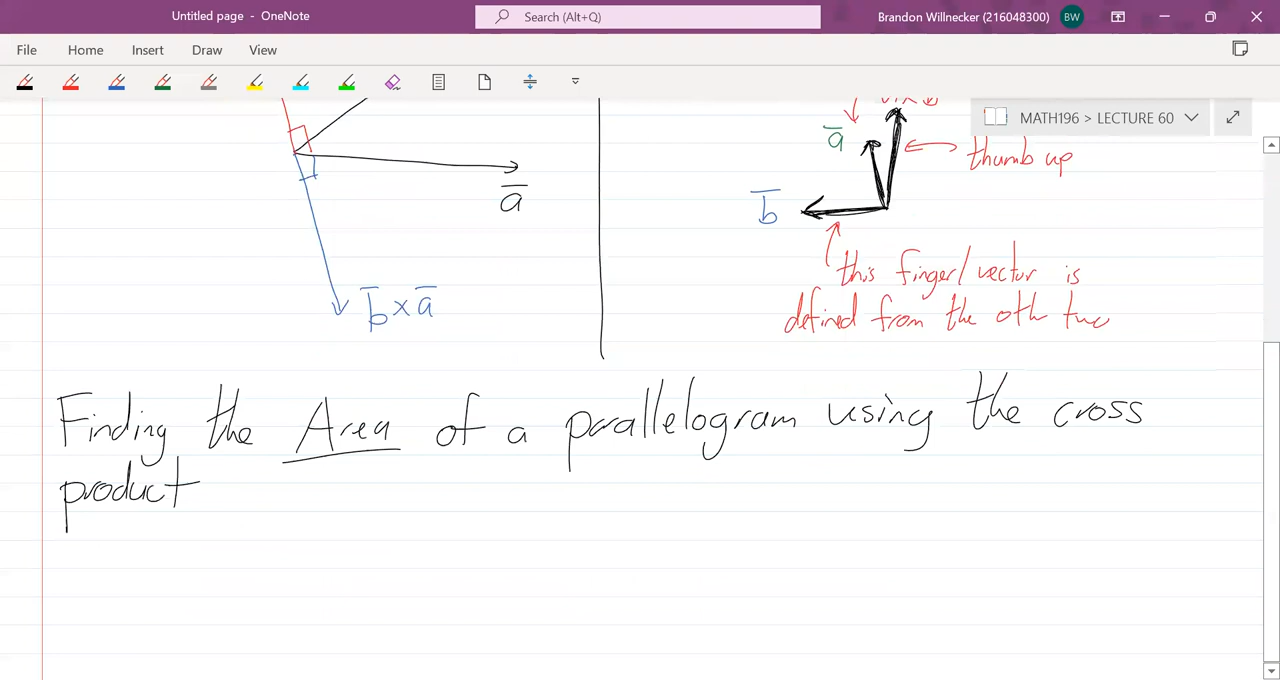 Untitled page - OneNote
Search (Alt+Q)
Brandon Willnecker (216048300)
BW
File
Home
Insert
Draw
View
MATH196 > LECTURE 60
a
thumb up
a
b
this finger/vector is
defined from the oth two
b × a
Finding the Area of a parallelogram using the cross
product